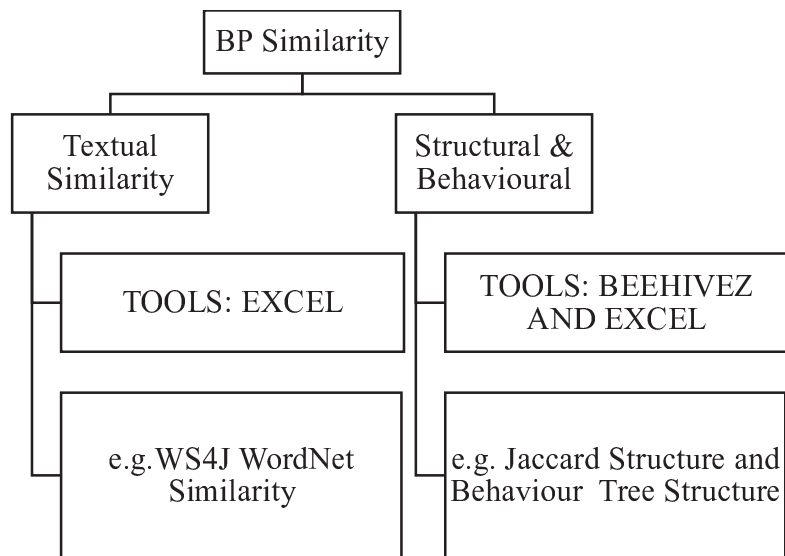 BP Similarity
Textual
Similarity
Structural &
Behavioural
TOOLS: EXCEL
TOOLS: BEEHIVEZ
AND EXCEL
e.g.WS4J WordNet
Similarity
e.g. Jaccard Structure and
Behaviour Tree Structure